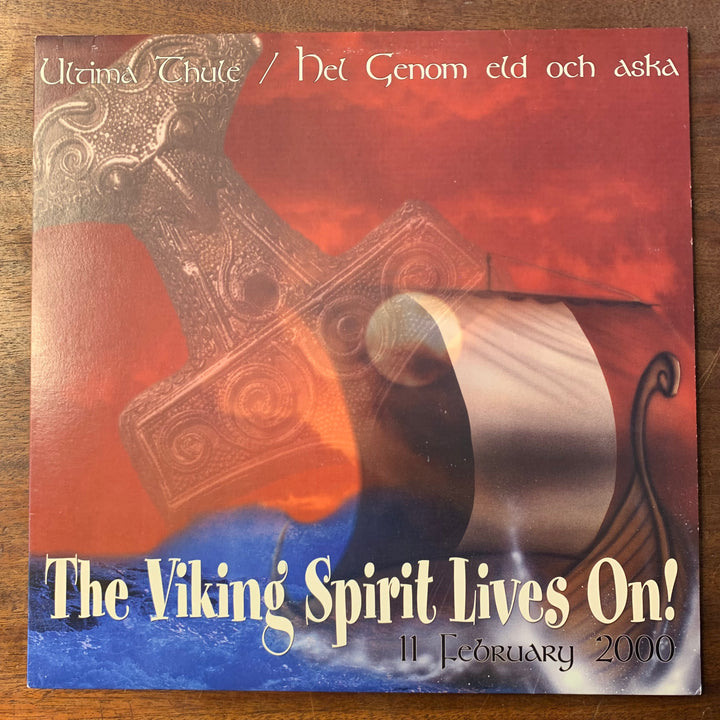 Ultima Thule / Hel Genom eld och aska
The Viking Spirit Lives On!
11 February 2000